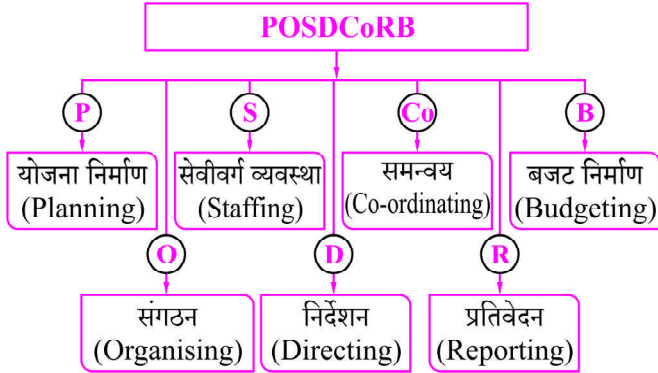 POSDCoRB
P
S
Co
B
योजना निर्माण
(Planning)
सेवीवर्ग व्यवस्था
(Staffing)
समन्वय
(Co-ordinating)
बजट निर्माण
(Budgeting)
O
D
R
संगठन
(Organising)
निर्देशन
(Directing)
प्रतिवेदन
(Reporting)